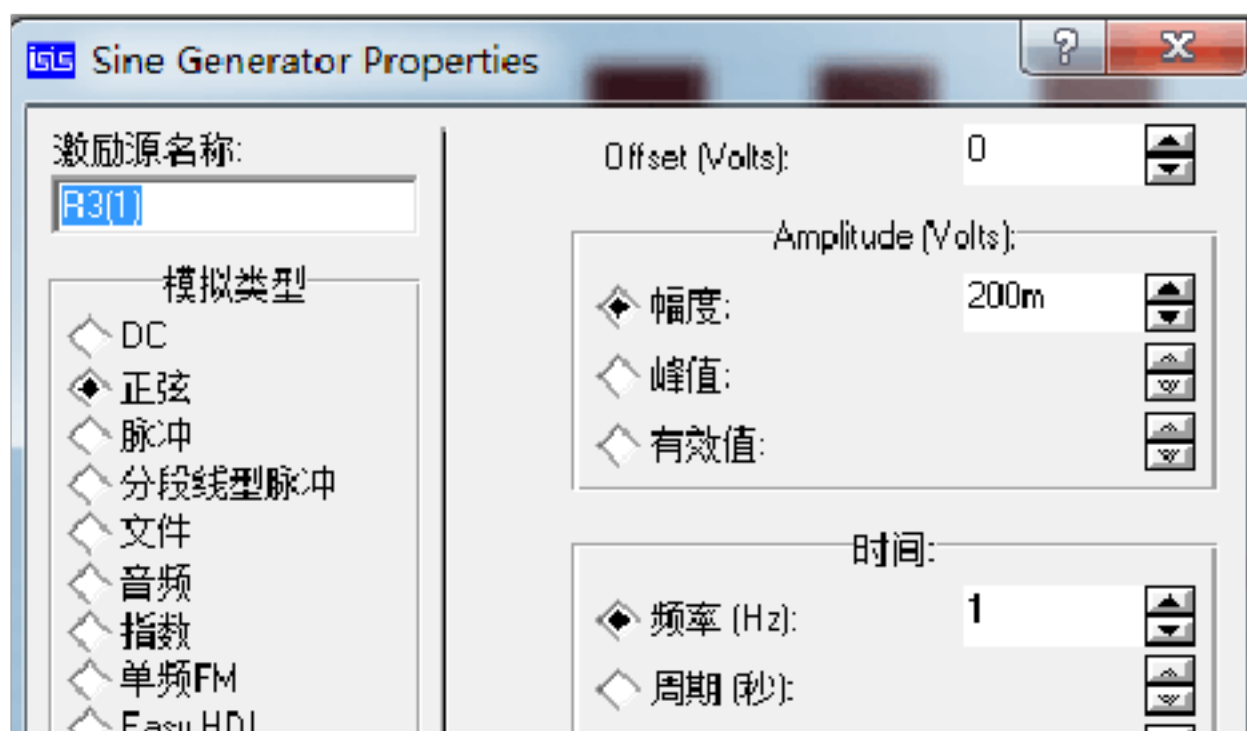 isis Sine Generator Properties
?
激励源名称:
R3(1)
模拟类型
DC
正弦
脉冲
分段线型脉冲
文件
音频
指数
单频FM
Easy HDL
Offset (Volts):
0
Amplitude (Volts):
幅度:
200m
峰值:
有效值:
时间:
频率 (Hz):
1
周期 (秒):